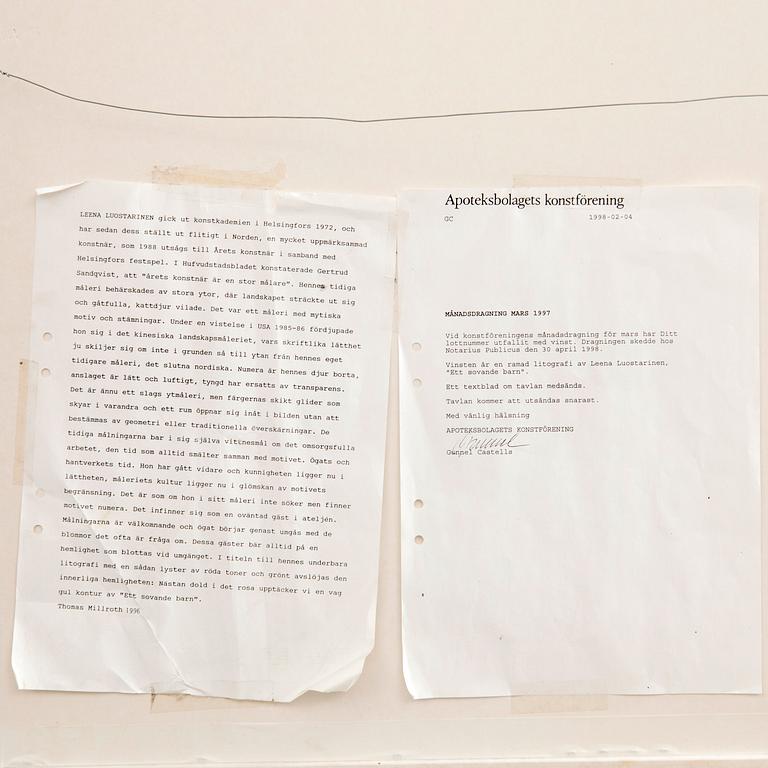 LEENA LUOSTARINEN gick ut konstkademien i Helsingfors 1972, och
har sedan dess ställt ut flitigt i Norden, en mycket uppmärksammad
konstnär, som 1988 utsågs till Årets konstnär i samband med
Helsingfors festspel. I Hufvudstadsbladet konstaterade Gertrud
Sandqvist, att "årets konstnär är en stor målare". Hennes tidiga
måleri behärskades av stora ytor, där landskapet sträckte ut sig
och gåtfulla, kattdjur vilade. Det var ett måleri med mytiska
motiv och stämningar. Under en vistelse i USA 1985-86 fördjupade
hon sig i det kinesiska landskapsmåleriet, vars skriftlika lätthet
ju skiljer sig om inte i grunden så till ytan från hennes eget
tidigare måleri, det slutna nordiska. Numera är hennes djur borta,
anslaget är lätt och luftigt, tyngd har ersatts av transparens.
Det är ännu ett slags ytmåleri, men färgernas skikt glider som
skyar i varandra och ett rum öppnar sig inåt i bilden utan att
bestämmas av geometri eller traditionella överskärningar. De
tidiga målningarna bar i sig själva vittnesmål om det omsorgsfulla
arbetet, den tid som alltid smälter samman med motivet. Ögats och
hantverkets tid. Hon har gått vidare och kunnigheten ligger nu i
lättheten, måleriets kultur ligger nu i glömskan av motivets
begränsning. Det är som om hon i sitt måleri inte söker men finner
motivet numera. Det infinner sig som en oväntad gäst i ateljén.
Målningarna är välkomnande och ögat börjar genast umgås med de
blommor det ofta är fråga om. Dessa gäster bär alltid på en
hemlighet som blottas vid umgänget. I titeln till hennes underbara
litografi med en sådan lyster av röda toner och grönt avslöjas den
innerliga hemligheten: Nästan dold i det rosa upptäcker vi en vag
gul kontur av "Ett sovande barn".
Thomas Millroth 1996
Apoteksbolagets konstförening
GC 1998-02-04
MÅNADSDRAGNING MARS 1997
Vid konstföreningens månadsdragning för mars har Ditt
lottnummer utfallit med vinst. Dragningen skedde hos
Notarius Publicus den 30 april 1998.
Vinsten är en ramad litografi av Leena Luostarinen,
"Ett sovande barn".
Ett textblad om tavlan medsänds.
Tavlan kommer att utsändas snarast.
Med vänlig hälsning
APOTEKSBOLAGETS KONSTFÖRENING
Gunnel Castells